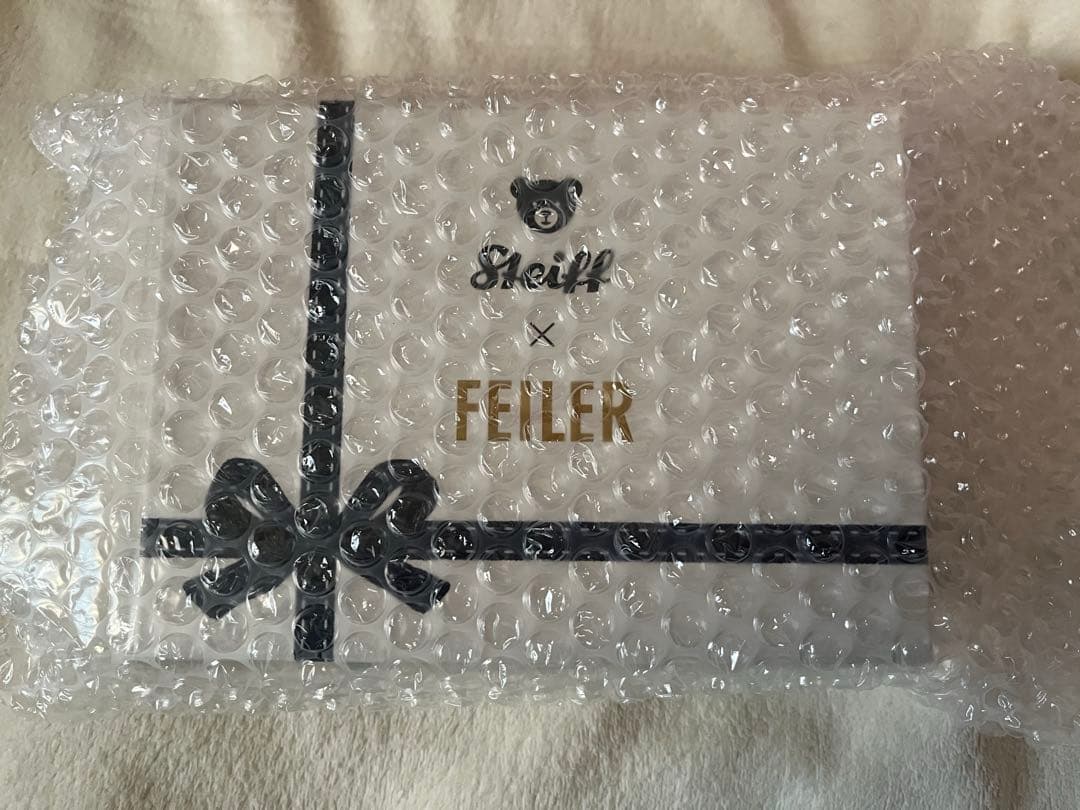 Steiff
×
FEILER